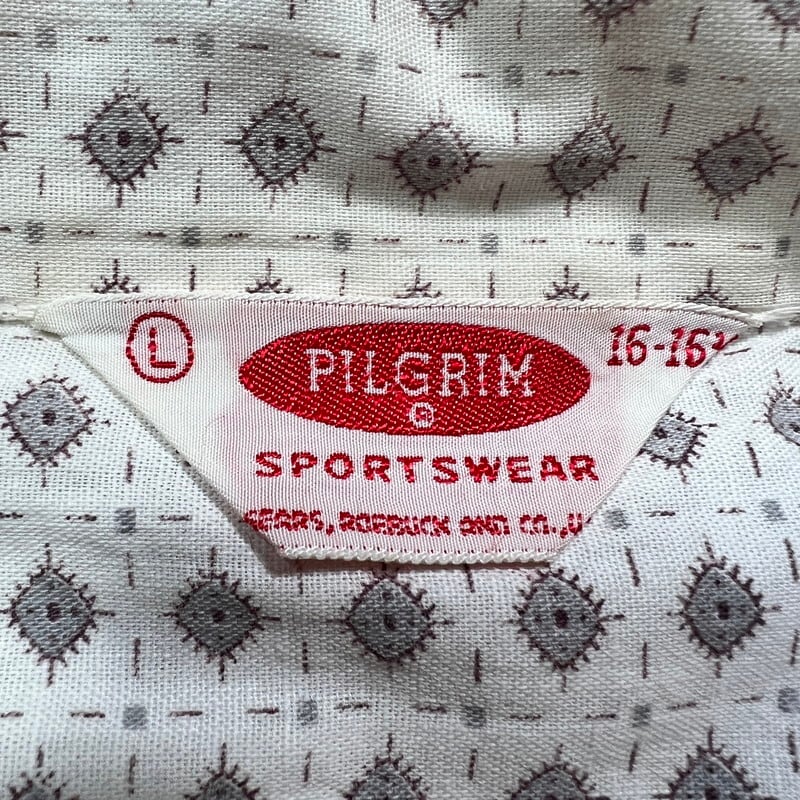 L
PILGRIM
16-16½
R
SPORTSWEAR
SEARS, ROEBUCK AND CO., U